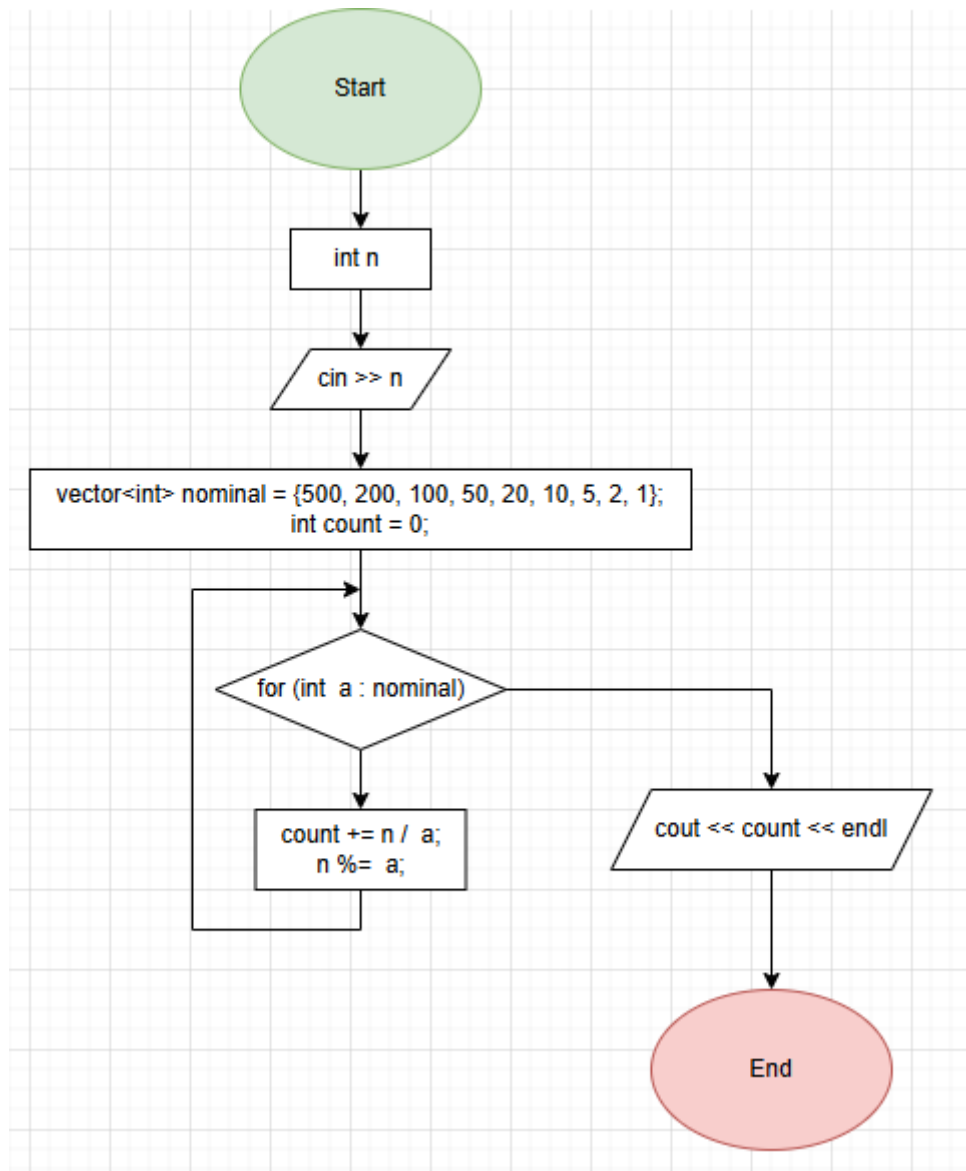 Start
int n
cin >> n
vector<int> nominal = {500, 200, 100, 50, 20, 10, 5, 2, 1};
int count = 0;
for (int  a : nominal)
count += n /  a;
n %=  a;
cout << count << endl
End